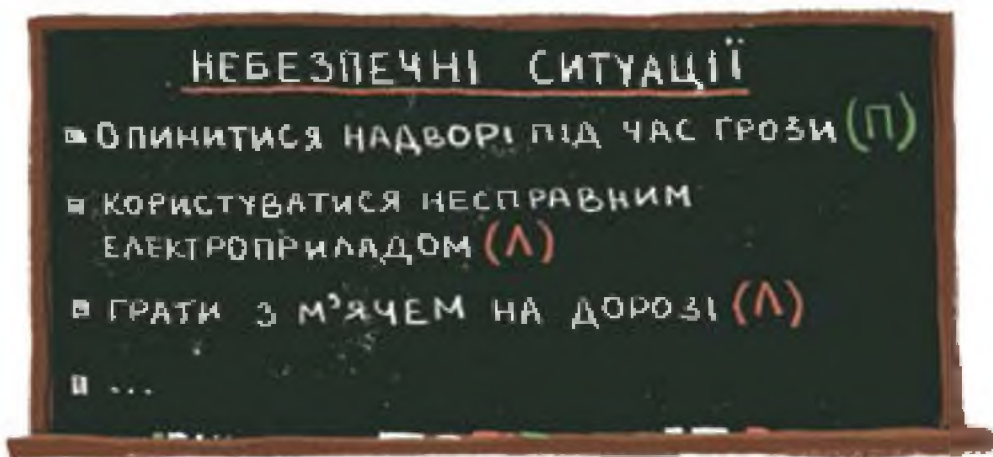 НЕБЕЗПЕЧНІ СИТУАЦІЇ
▪ ОПИНИТИСЯ НАДВОРІ ПІД ЧАС ГРОЗИ (П)
▪ КОРИСТУВАТИСЯ НЕСПРАВНИМ
ЕЛЕКТРОПРИЛАДОМ (Л)
▪ ГРАТИ З М'ЯЧЕМ НА ДОРОЗІ (Л)
▪ ...